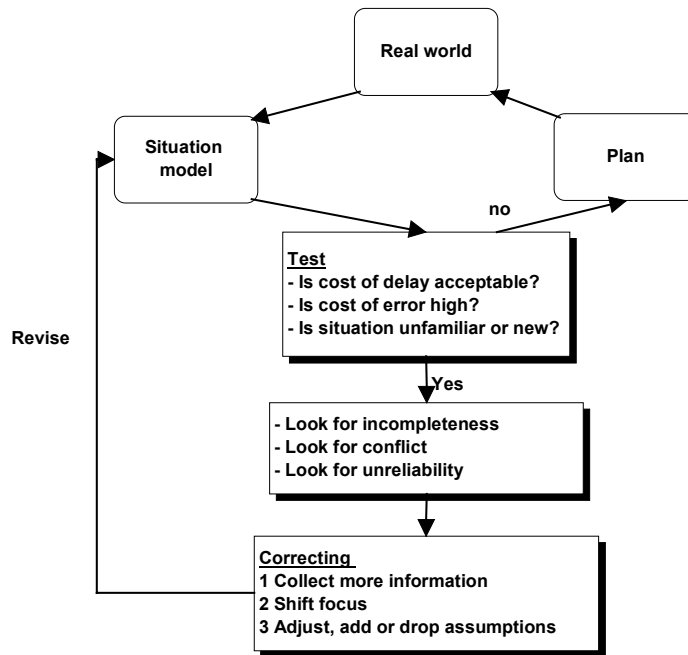 Real world
Situation
model
Plan
no
Test
- Is cost of delay acceptable?
- Is cost of error high?
- Is situation unfamiliar or new?
Revise
Yes
- Look for incompleteness
- Look for conflict
- Look for unreliability
Correcting
1 Collect more information
2 Shift focus
3 Adjust, add or drop assumptions